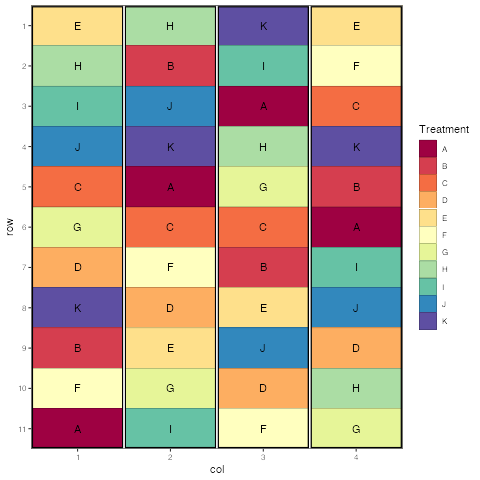 1 E H K E
2 H B I F
3 I J A C
4 J K H K
5 C A G B
6 G C C A
7 D F B I
8 K D E J
9 B E J D
10 F G D H
11 A I F G
1 2 3 4
col
row
Treatment
A
B
C
D
E
F
G
H
I
J
K